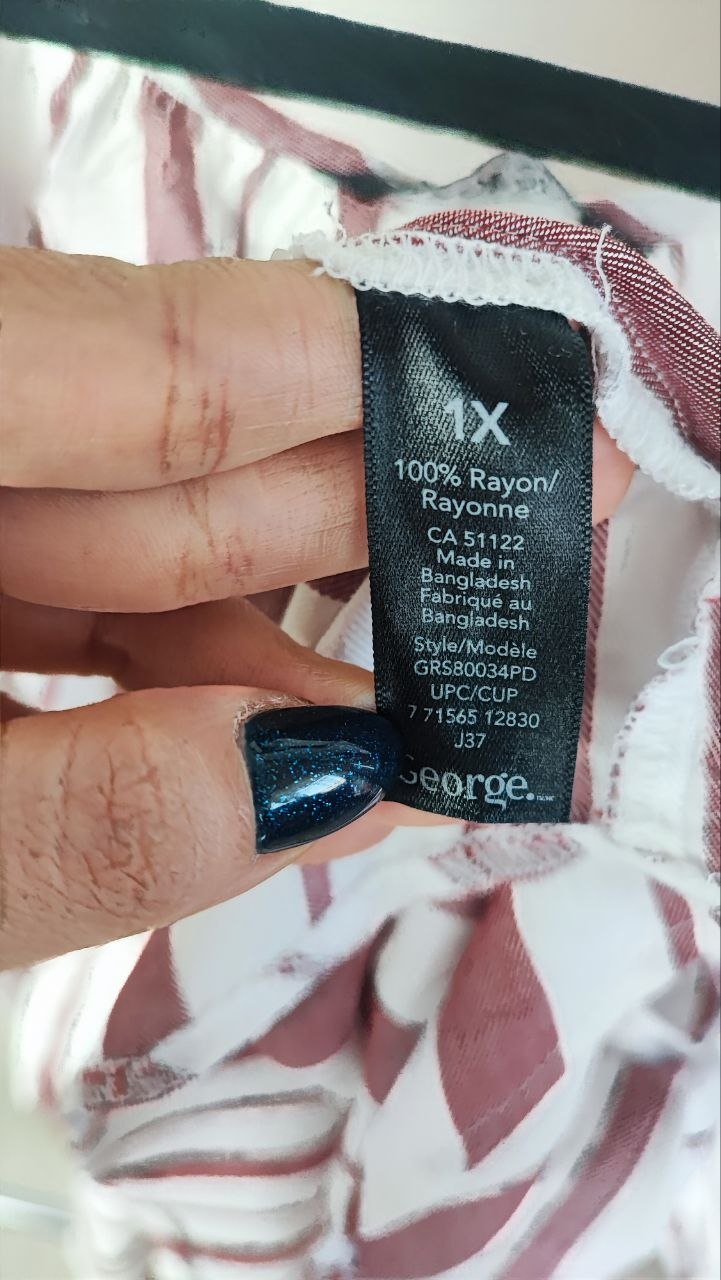 1X
100% Rayon/
Rayonne
CA 51122
Made in
Bangladesh
Fabriqué au
Bangladesh
Style/Modèle
GRS80034PD
UPC/CUP
7 71565 12830
J37
George.